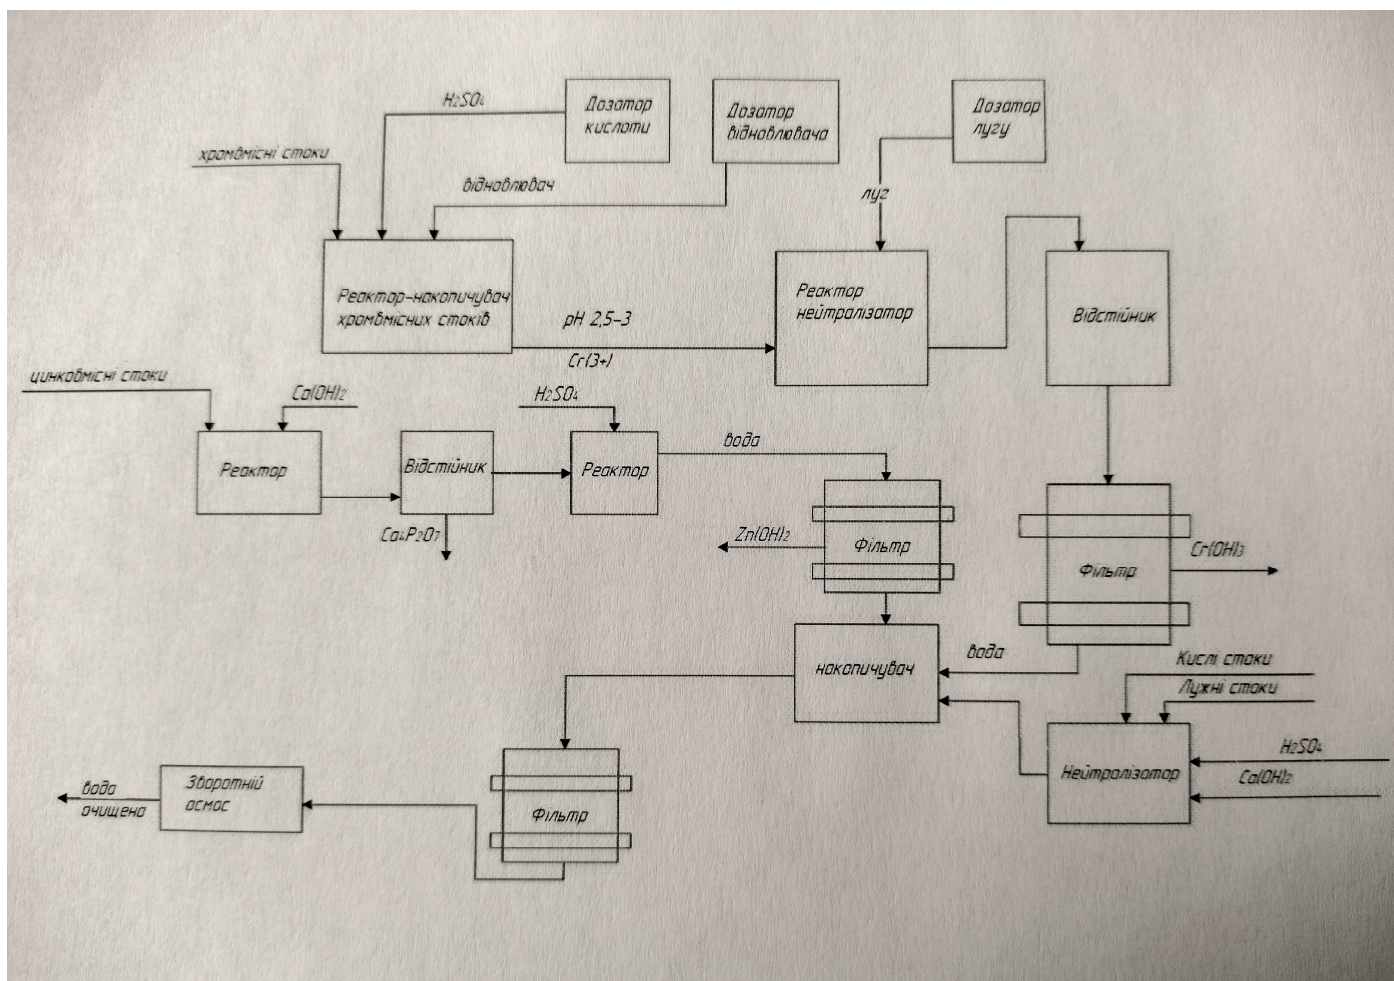 H2SO4
Дозатор
кислоти
Дозатор
відновлювача
Дозатор
лугу
хромвмісні стоки
відновлювач
луг
Реактор-накопичувач
хромвмісних стоків
pH 2,5-3
Cr(3+)
Реактор
нейтралізатор
Відстійник
цинковмісні стоки
Ca(OH)2
H2SO4
Реактор
Відстійник
Реактор
вода
Ca4P2O7
Zn(OH)2
Фільтр
Фільтр
Cr(OH)3
накопичувач
вода
Кислі стоки
Лужні стоки
Нейтралізатор
H2SO4
Ca(OH)2
вода
очищена
Зворотній
осмос
Фільтр